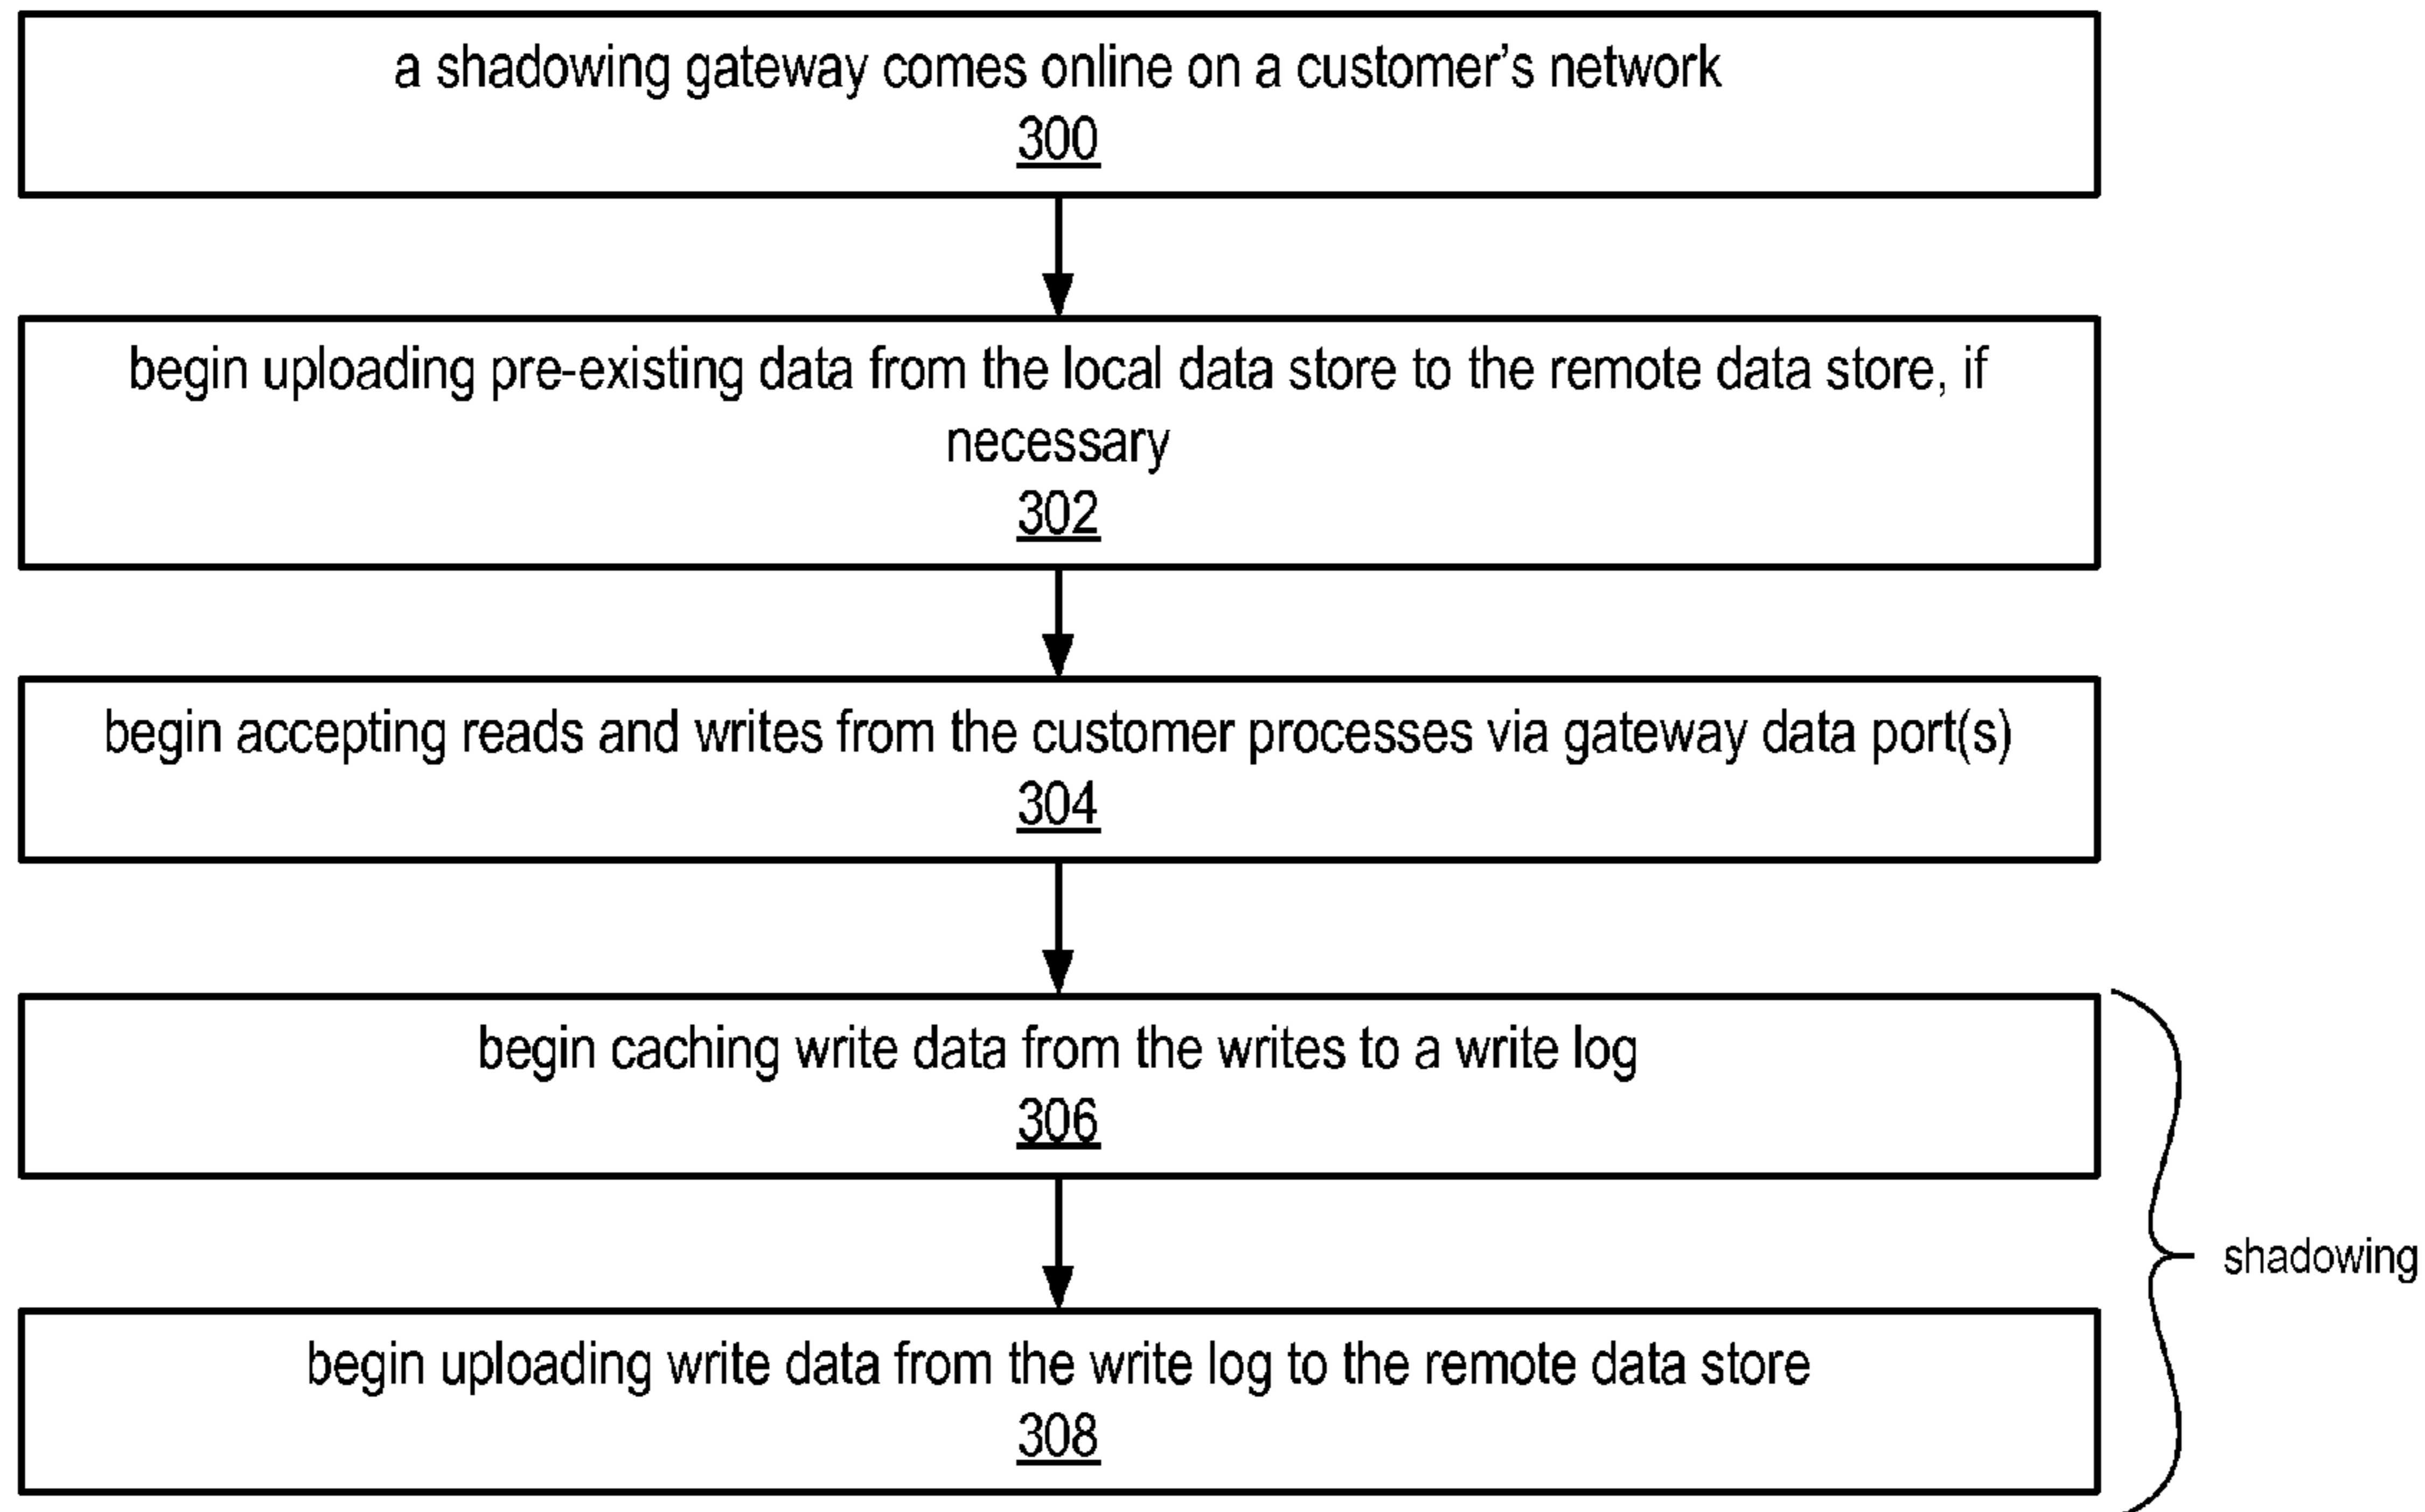 a shadowing gateway comes online on a customer's network
300
begin uploading pre-existing data from the local data store to the remote data store, if
necessary
302
begin accepting reads and writes from the customer processes via gateway data port(s)
304
begin caching write data from the writes to a write log
306
shadowing
begin uploading write data from the write log to the remote data store
308